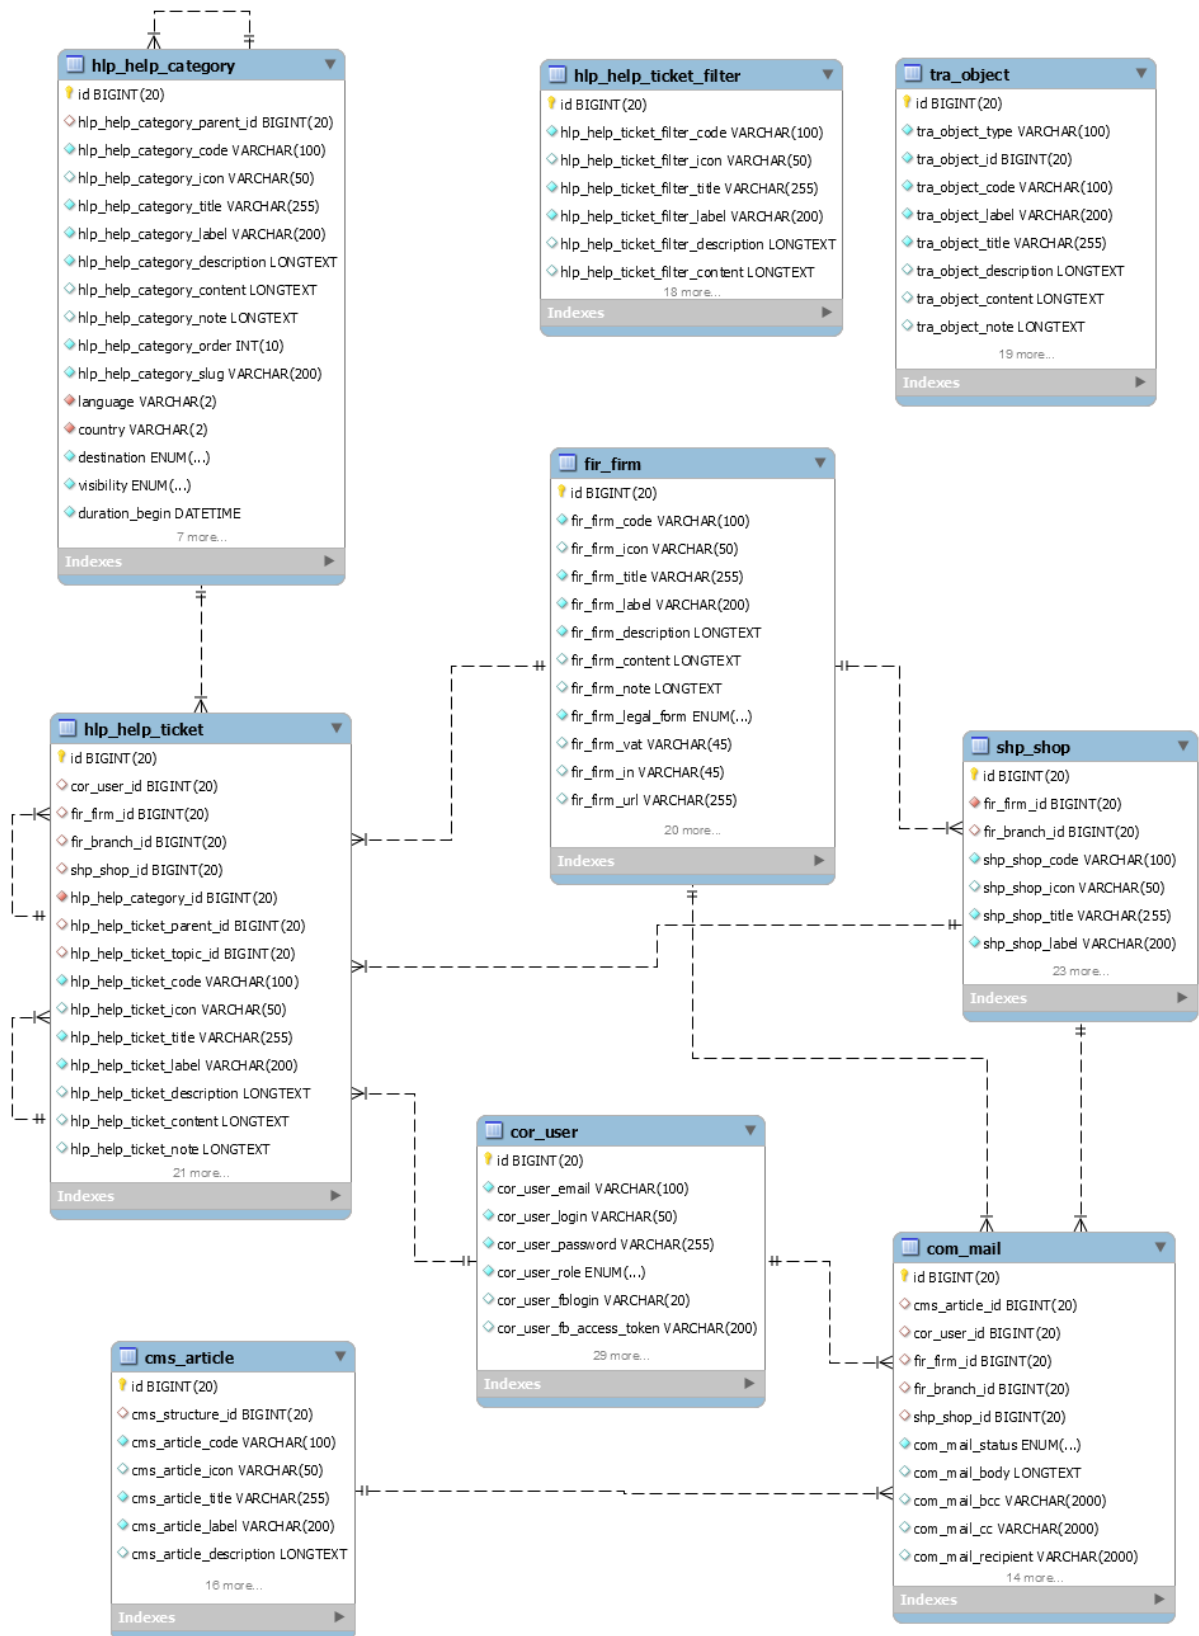 hlp_help_category
id BIGINT(20)
hlp_help_category_parent_id BIGINT(20)
hlp_help_category_code VARCHAR(100)
hlp_help_category_icon VARCHAR(50)
hlp_help_category_title VARCHAR(255)
hlp_help_category_label VARCHAR(200)
hlp_help_category_description LONGTEXT
hlp_help_category_content LONGTEXT
hlp_help_category_note LONGTEXT
hlp_help_category_order INT(10)
hlp_help_category_slug VARCHAR(200)
language VARCHAR(2)
country VARCHAR(2)
destination ENUM(...)
visibility ENUM(...)
duration_begin DATETIME
7 more...
Indexes
hlp_help_ticket_filter
id BIGINT(20)
hlp_help_ticket_filter_code VARCHAR(100)
hlp_help_ticket_filter_icon VARCHAR(50)
hlp_help_ticket_filter_title VARCHAR(255)
hlp_help_ticket_filter_label VARCHAR(200)
hlp_help_ticket_filter_description LONGTEXT
hlp_help_ticket_filter_content LONGTEXT
18 more...
Indexes
tra_object
id BIGINT(20)
tra_object_type VARCHAR(100)
tra_object_id BIGINT(20)
tra_object_code VARCHAR(100)
tra_object_label VARCHAR(200)
tra_object_title VARCHAR(255)
tra_object_description LONGTEXT
tra_object_content LONGTEXT
tra_object_note LONGTEXT
19 more...
Indexes
fir_firm
id BIGINT(20)
fir_firm_code VARCHAR(100)
fir_firm_icon VARCHAR(50)
fir_firm_title VARCHAR(255)
fir_firm_label VARCHAR(200)
fir_firm_description LONGTEXT
fir_firm_content LONGTEXT
fir_firm_note LONGTEXT
fir_firm_legal_form ENUM(...)
fir_firm_vat VARCHAR(45)
fir_firm_in VARCHAR(45)
fir_firm_url VARCHAR(255)
20 more...
Indexes
hlp_help_ticket
id BIGINT(20)
cor_user_id BIGINT(20)
fir_firm_id BIGINT(20)
fir_branch_id BIGINT(20)
shp_shop_id BIGINT(20)
hlp_help_category_id BIGINT(20)
hlp_help_ticket_parent_id BIGINT(20)
hlp_help_ticket_topic_id BIGINT(20)
hlp_help_ticket_code VARCHAR(100)
hlp_help_ticket_icon VARCHAR(50)
hlp_help_ticket_title VARCHAR(255)
hlp_help_ticket_label VARCHAR(200)
hlp_help_ticket_description LONGTEXT
hlp_help_ticket_content LONGTEXT
hlp_help_ticket_note LONGTEXT
21 more...
Indexes
shp_shop
id BIGINT(20)
fir_firm_id BIGINT(20)
fir_branch_id BIGINT(20)
shp_shop_code VARCHAR(100)
shp_shop_icon VARCHAR(50)
shp_shop_title VARCHAR(255)
shp_shop_label VARCHAR(200)
23 more...
Indexes
cor_user
id BIGINT(20)
cor_user_email VARCHAR(100)
cor_user_login VARCHAR(50)
cor_user_password VARCHAR(255)
cor_user_role ENUM(...)
cor_user_fblogin VARCHAR(20)
cor_user_fb_access_token VARCHAR(200)
29 more...
Indexes
com_mail
id BIGINT(20)
cms_article_id BIGINT(20)
cor_user_id BIGINT(20)
fir_firm_id BIGINT(20)
fir_branch_id BIGINT(20)
shp_shop_id BIGINT(20)
com_mail_status ENUM(...)
com_mail_body LONGTEXT
com_mail_bcc VARCHAR(2000)
com_mail_cc VARCHAR(2000)
com_mail_recipient VARCHAR(2000)
14 more...
Indexes
cms_article
id BIGINT(20)
cms_structure_id BIGINT(20)
cms_article_code VARCHAR(100)
cms_article_icon VARCHAR(50)
cms_article_title VARCHAR(255)
cms_article_label VARCHAR(200)
cms_article_description LONGTEXT
16 more...
Indexes